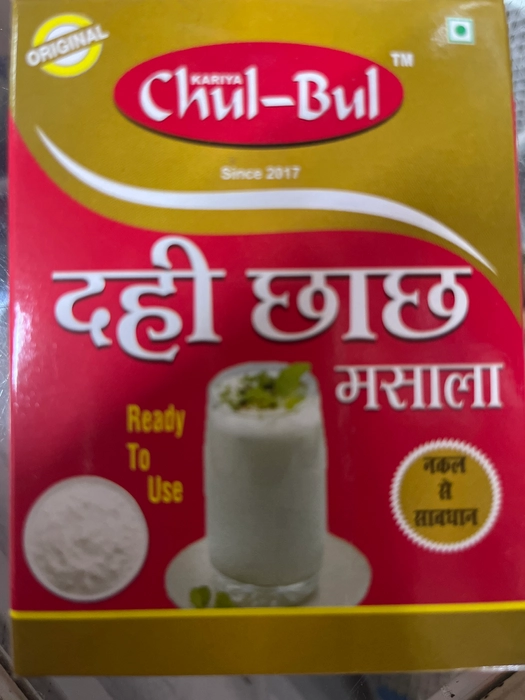 ORIGINAL
KARIYA
Chul-Bul
TM
Since 2017
दही छाछ
मसाला
Ready
To
Use
नकल
से
सावधान